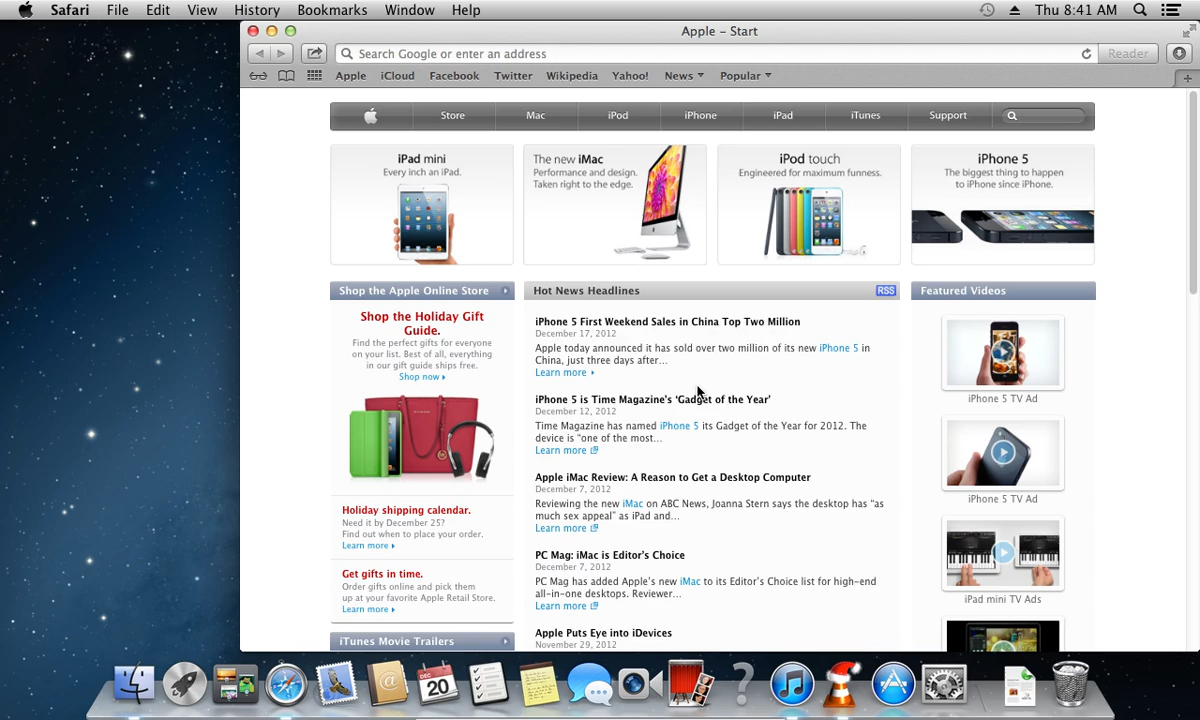 Safari File Edit View History Bookmarks Window Help Thu 8:41 AM
Apple – Start
Search Google or enter an address Reader
Apple iCloud Facebook Twitter Wikipedia Yahoo! News Popular
Store Mac iPod iPhone iPad iTunes Support
iPad mini
Every inch an iPad.
The new iMac
Performance and design.
Taken right to the edge.
iPod touch
Engineered for maximum funness.
iPhone 5
The biggest thing to happen
to iPhone since iPhone.
Shop the Apple Online Store
Shop the Holiday Gift
Guide.
Find the perfect gifts for everyone
on your list. Best of all, everything
in our gift guide ships free.
Shop now
Holiday shipping calendar.
Need it by December 25?
Find out when to place your order.
Learn more
Get gifts in time.
Order gifts online and pick them
up at your favorite Apple Retail Store.
Learn more
iTunes Movie Trailers
Hot News Headlines RSS
iPhone 5 First Weekend Sales in China Top Two Million
December 17, 2012
Apple today announced it has sold over two million of its new iPhone 5 in
China, just three days after...
Learn more
iPhone 5 is Time Magazine's 'Gadget of the Year'
December 12, 2012
Time Magazine has named iPhone 5 its Gadget of the Year for 2012. The
device is "one of the most...
Learn more
Apple iMac Review: A Reason to Get a Desktop Computer
December 7, 2012
Reviewing the new iMac on ABC News, Joanna Stern says the desktop has "as
much sex appeal" as iPad and...
Learn more
PC Mag: iMac is Editor's Choice
December 7, 2012
PC Mag has added Apple's new iMac to its Editor's Choice list for high-end
all-in-one desktops. Reviewer...
Learn more
Apple Puts Eye into iDevices
November 29, 2012
Featured Videos
iPhone 5 TV Ad
iPhone 5 TV Ad
iPad mini TV Ads
DEC
20